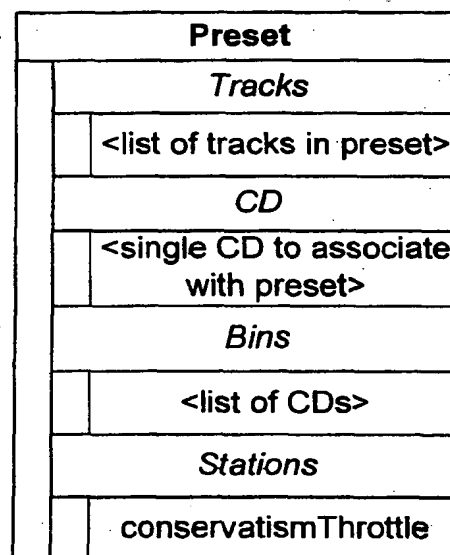 Preset
Tracks
<list of tracks in preset>
CD
<single CD to associate
with preset>
Bins
<list of CDs>
Stations
conservatismThrottle